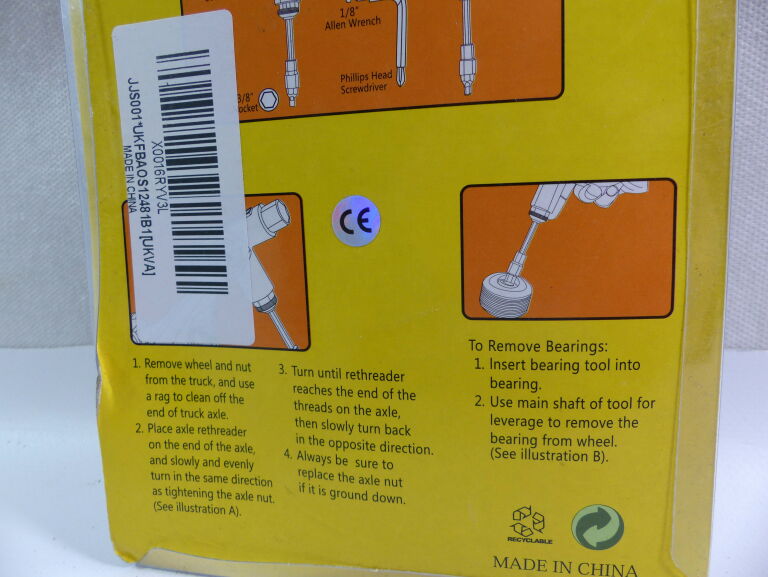 1/8"
Allen Wrench
Phillips Head
Screwdriver
3/8"
ocket
X0016RYV3L
JJS001*UKFBAOS12481B1[UKVA]
MADE IN CHINA
CE
1. Remove wheel and nut
from the truck, and use
a rag to clean off the
end of truck axle.
2. Place axle rethreader
on the end of the axle,
and slowly and evenly
turn in the same direction
as tightening the axle nut.
(See illustration A).
3. Turn until rethreader
reaches the end of the
threads on the axle,
then slowly turn back
in the opposite direction.
4. Always be sure to
replace the axle nut
if it is ground down.
To Remove Bearings:
1. Insert bearing tool into
bearing.
2. Use main shaft of tool for
leverage to remove the
bearing from wheel.
(See illustration B).
RECYCLABLE
MADE IN CHINA